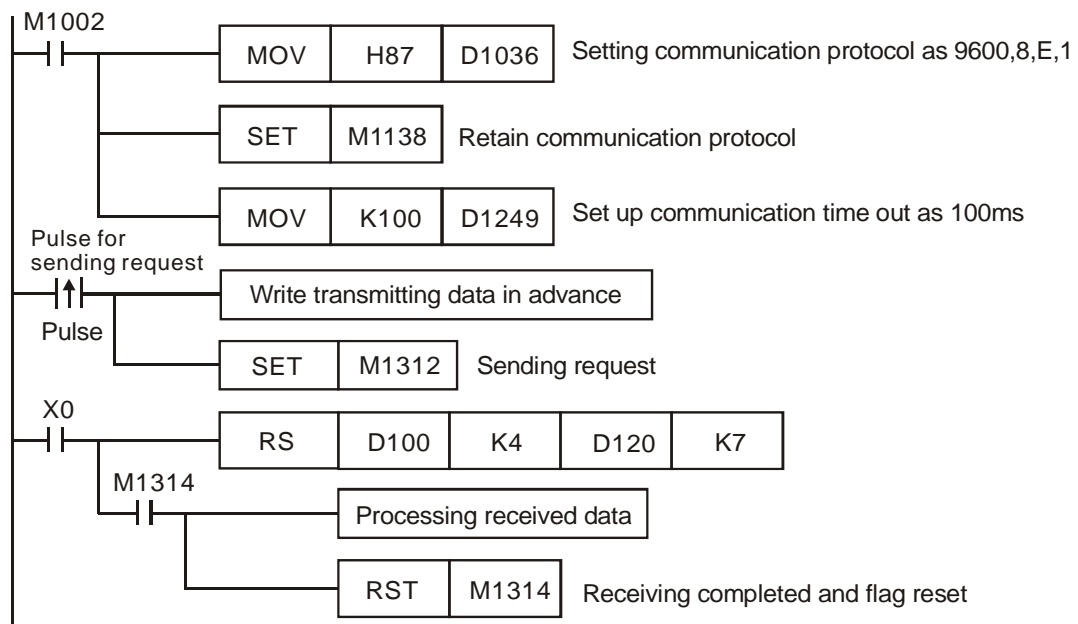 M1002
MOV H87 D1036 Setting communication protocol as 9600,8,E,1
SET M1138 Retain communication protocol
MOV K100 D1249 Set up communication time out as 100ms
Pulse for
sending request
Write transmitting data in advance
Pulse
SET M1312 Sending request
X0
RS D100 K4 D120 K7
M1314
Processing received data
RST M1314 Receiving completed and flag reset